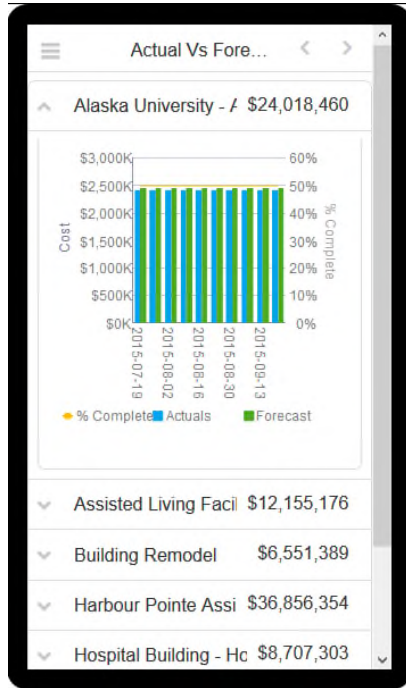 Actual Vs Fore...
Alaska University - A $24,018,460
$3,000K 60%
$2,500K 50%
$2,000K 40%
$1,500K 30%
$1,000K 20%
$500K 10%
$0K 0%
Cost
% Complete
2015-07-19
2015-08-02
2015-08-16
2015-08-30
2015-09-13
% Complete Actuals Forecast
Assisted Living Facil $12,155,176
Building Remodel $6,551,389
Harbour Pointe Assi $36,856,354
Hospital Building - Ho $8,707,303